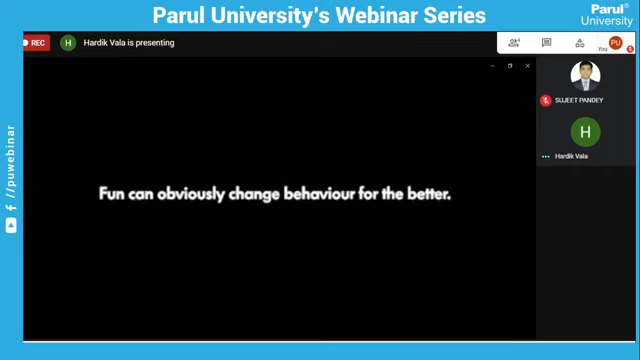 Parul University's Webinar Series
Parul®
University
REC
H
Hardik Vala is presenting
You
PU
SUJEET PANDEY
H
Hardik Vala
Fun can obviously change behaviour for the better.
/puwebinar